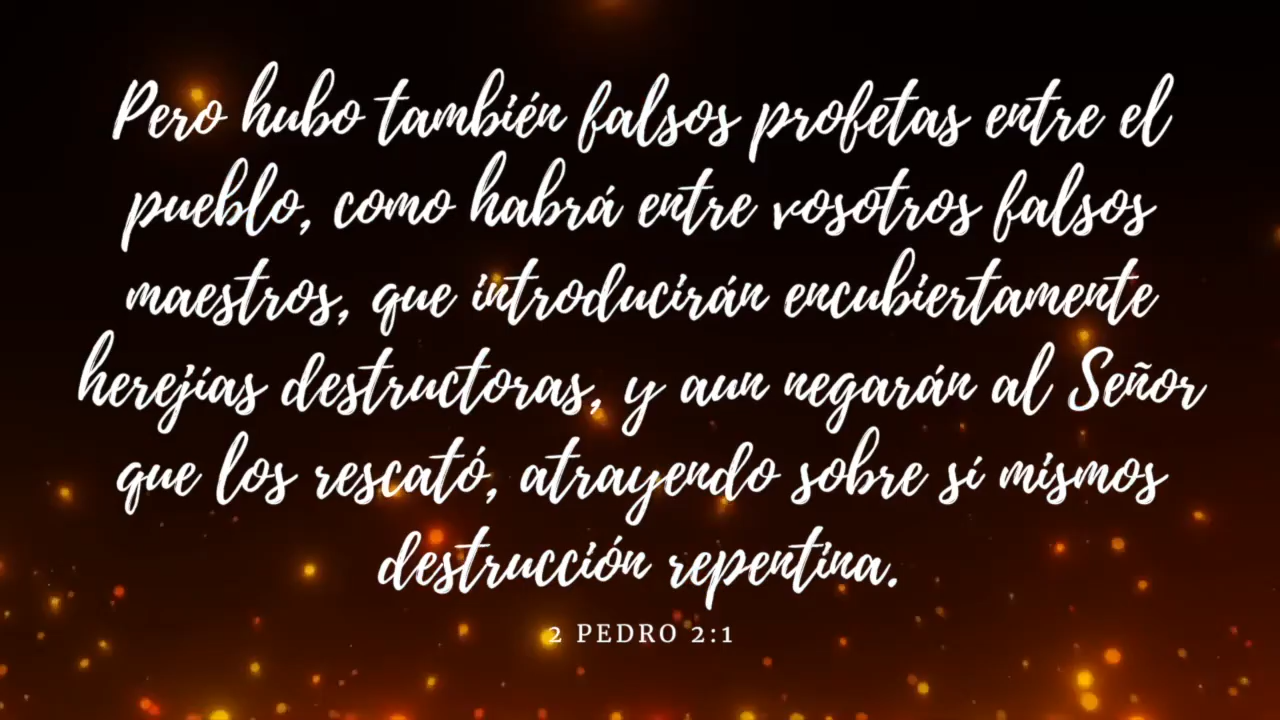 Pero hubo también falsos profetas entre el
pueblo, como habrá entre vosotros falsos
maestros, que introducirán encubiertamente
herejías destructoras, y aun negarán al Señor
que los rescató, atrayendo sobre sí mismos
destrucción repentina.
2 PEDRO 2:1